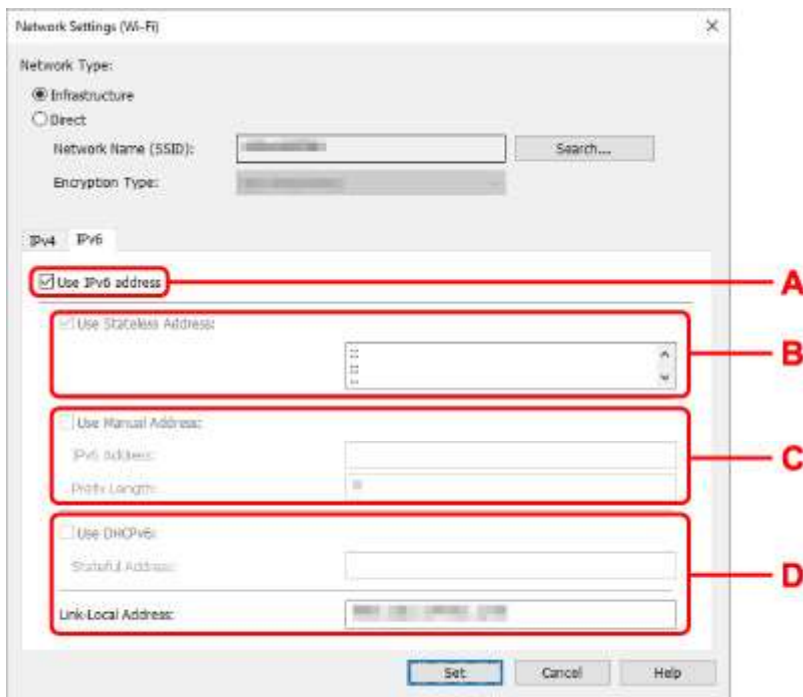 Network Settings (Wi-Fi)
Network Type:
Infrastructure
Direct
Network Name (SSID):
Search...
Encryption Type:
IPv4 IPv6
Use IPv6 address
A
Use Stateless Address:
::
::
::
B
Use Manual Address:
IPv6 Address:
Prefix Length:
C
Use DHCPv6:
Stateful Address:
Link-Local Address:
D
Set Cancel Help